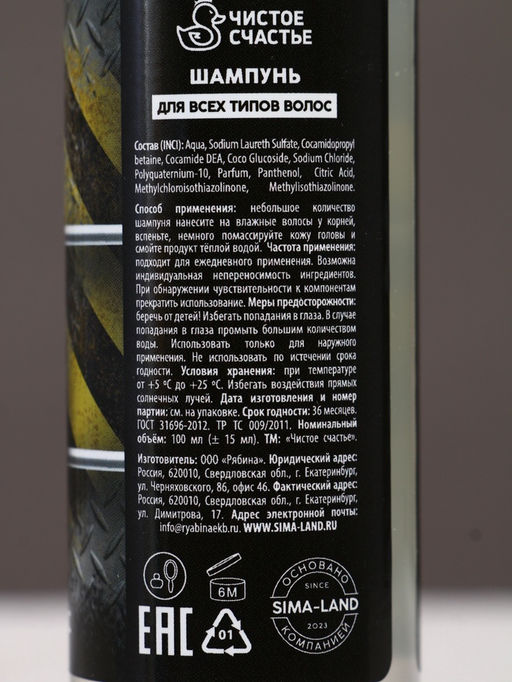 ЧИСТОЕ
СЧАСТЬЕ
ШАМПУНЬ
ДЛЯ ВСЕХ ТИПОВ ВОЛОС
Состав (INCI): Aqua, Sodium Laureth Sulfate, Cocamidopropyl
betaine, Cocamide DEA, Coco Glucoside, Sodium Chloride,
Polyquaternium-10, Parfum, Panthenol, Citric Acid,
Methylchloroisothiazolinone, Methylisothiazolinone.
Способ применения: небольшое количество
шампуня нанесите на влажные волосы у корней,
вспеньте, немного помассируйте кожу головы и
смойте продукт тёплой водой. Частота применения:
подходит для ежедневного применения. Возможна
индивидуальная непереносимость ингредиентов.
При обнаружении чувствительности к компонентам
прекратить использование. Меры предосторожности:
беречь от детей! Избегать попадания в глаза. В случае
попадания в глаза промыть большим количеством
воды. Использовать только для наружного
применения. Не использовать по истечении срока
годности. Условия хранения: при температуре
от +5 °C до +25 °C. Избегать воздействия прямых
солнечных лучей. Дата изготовления и номер
партии: см. на упаковке. Срок годности: 36 месяцев.
ГОСТ 31696-2012. ТР ТС 009/2011. Номинальный
объём: 100 мл (± 15 мл). ТМ: «Чистое счастье».
Изготовитель: ООО «Рябина». Юридический адрес:
Россия, 620010, Свердловская обл., г. Екатеринбург,
ул. Черняховского, 86, офис 46. Фактический адрес:
Россия, 620010, Свердловская обл., г. Екатеринбург,
ул. Димитрова, 17. Адрес электронной почты:
info@ryabinaekb.ru. WWW.SIMA-LAND.RU
6M
ЕАС
01
ОСНОВАНО
SINCE
SIMA-LAND
2023
КОМПАНИЕЙ